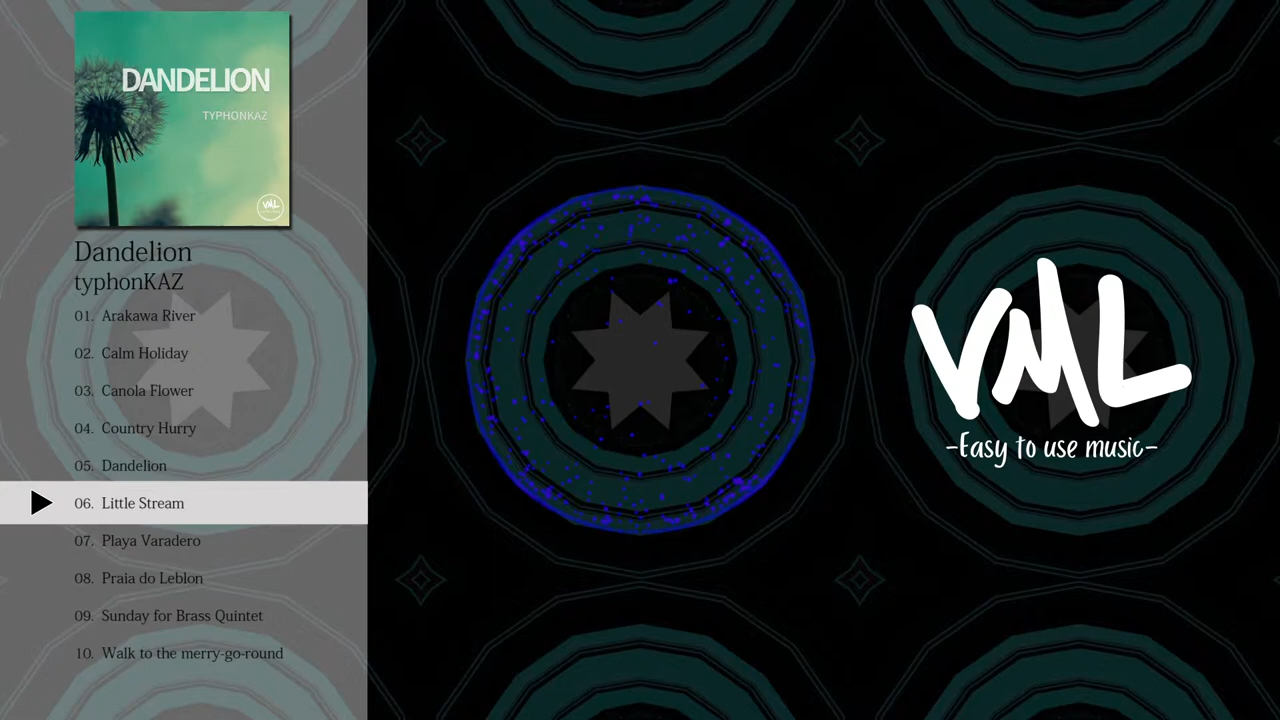 DANDELION
TYPHONKAZ
VML
Dandelion
typhonKAZ
01. Arakawa River
02. Calm Holiday
03. Canola Flower
04. Country Hurry
05. Dandelion
06. Little Stream
07. Playa Varadero
08. Praia do Leblon
09. Sunday for Brass Quintet
10. Walk to the merry-go-round
VML
-Easy to use music-